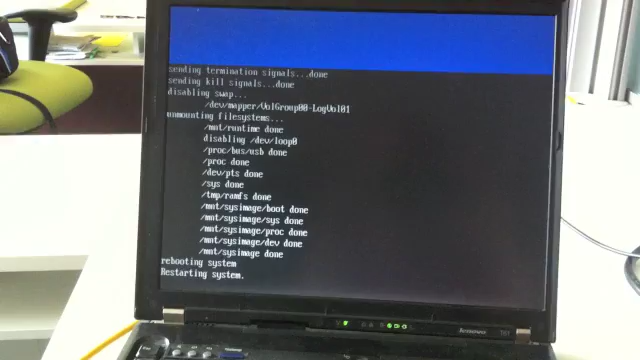 sending termination signals...done
sending kill signals...done
disabling swap...
/dev/mapper/VolGroup00-LogVol01
unmounting filesystems...
/mnt/runtime done
disabling /dev/loop0
/proc/bus/usb done
/proc done
/dev/pts done
/sys done
/tmp/ramfs done
/mnt/sysimage/boot done
/mnt/sysimage/sys done
/mnt/sysimage/proc done
/mnt/sysimage/dev done
/mnt/sysimage done
rebooting system
Restarting system.
lenovo